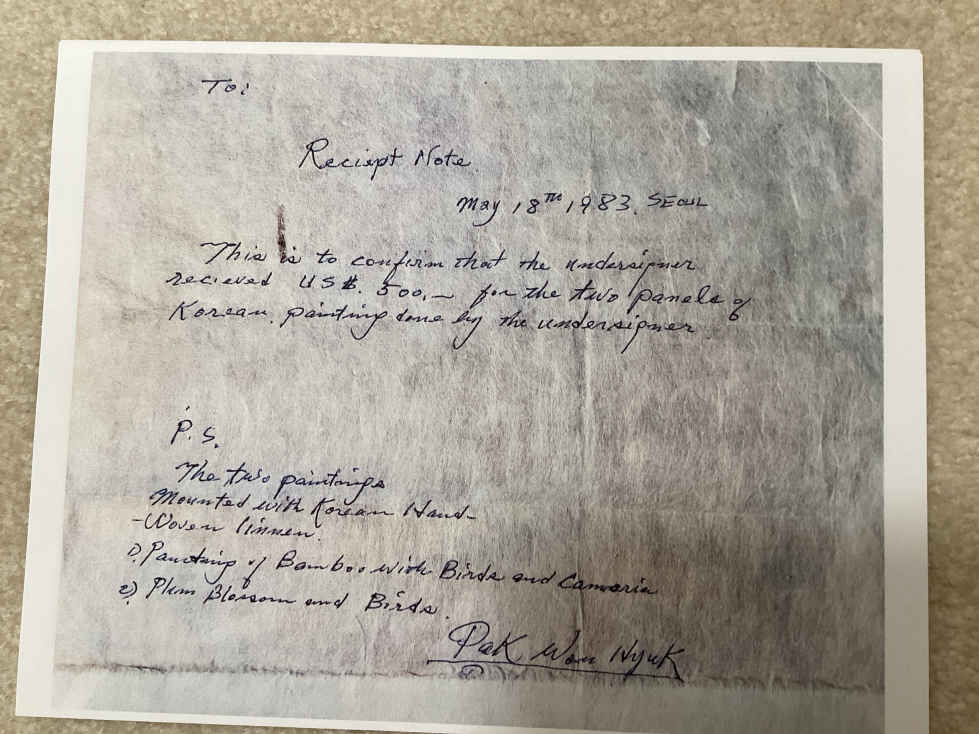 To:
Reciept Note.
May 18TH, 1983. SEOUL
This is to confirm that the undersigner
recieved US$. 500.— for the two panels of
Korean painting done by the undersigner
P.S.
The two paintings
Mounted with Korean Hand-
-Woven linnen.
1). Painting of Bamboo with Birds and Camaria
2) Plum Blossom and Birds.
Pak Won Hyuk